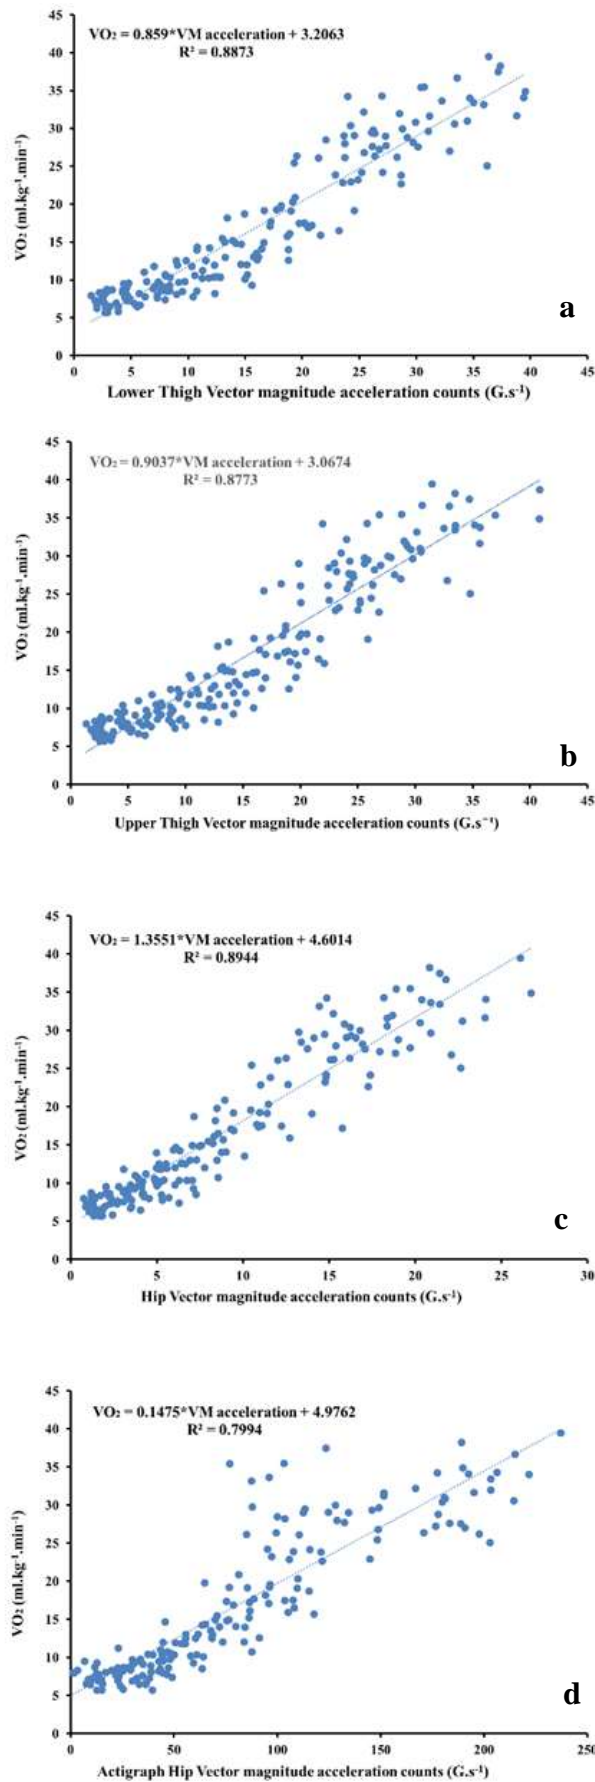 45
VO₂ = 0.859*VM acceleration + 3.2063
R² = 0.8873
40
35
30
25
20
15
10
5
0
VO₂ (ml.kg⁻¹.min⁻¹)
a
0 5 10 15 20 25 30 35 40 45
Lower Thigh Vector magnitude acceleration counts (G.s⁻¹)
45
VO₂ = 0.9037*VM acceleration + 3.0674
R² = 0.8773
40
35
30
25
20
15
10
5
0
VO₂ (ml.kg⁻¹.min⁻¹)
b
0 5 10 15 20 25 30 35 40 45
Upper Thigh Vector magnitude acceleration counts (G.s⁻¹)
45
VO₂ = 1.3551*VM acceleration + 4.6014
R² = 0.8944
40
35
30
25
20
15
10
5
0
VO₂ (ml.kg⁻¹.min⁻¹)
c
0 5 10 15 20 25 30
Hip Vector magnitude acceleration counts (G.s⁻¹)
45
VO₂ = 0.1475*VM acceleration + 4.9762
R² = 0.7994
40
35
30
25
20
15
10
5
0
VO₂ (ml.kg⁻¹.min⁻¹)
d
0 50 100 150 200 250
Actigraph Hip Vector magnitude acceleration counts (G.s⁻¹)